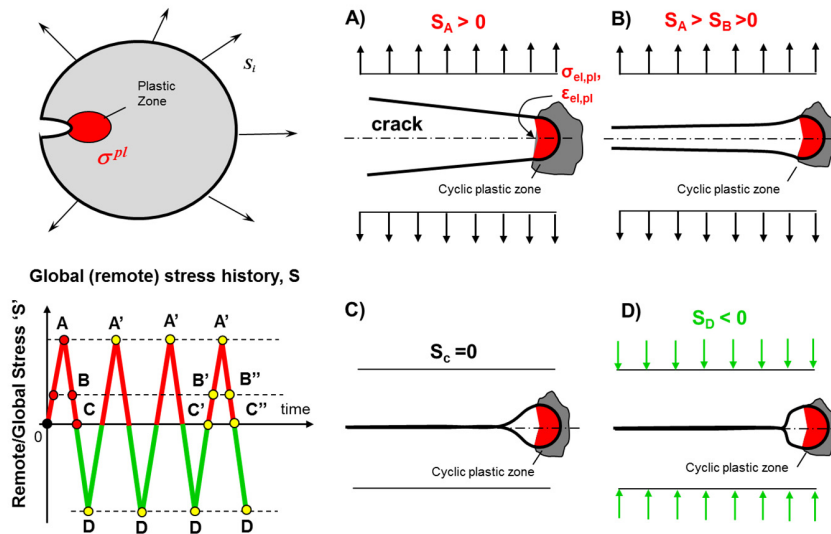 S_i
Plastic
Zone
σ^pl
A)
S_A > 0
σ_el,pl,
ε_el,pl
crack
Cyclic plastic zone
B)
S_A > S_B >0
Cyclic plastic zone
Global (remote) stress history, S
Remote/Global Stress ‘S’
A
A’
A’
A’
B
B’
B’’
C
C’
C’’
time
0
D
D
D
D
C)
S_c =0
Cyclic plastic zone
D)
S_D < 0
Cyclic plastic zone